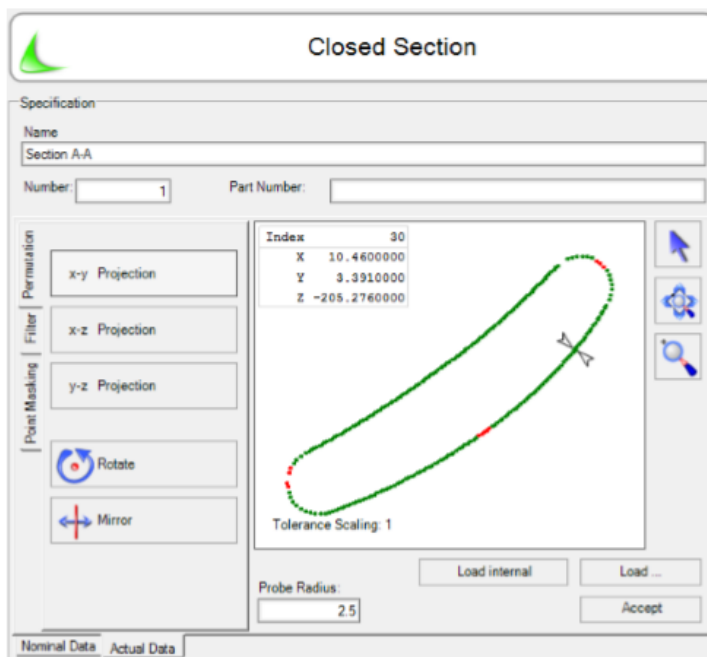 Closed Section
Specification
Name
Section A-A
Number: 1 Part Number:
Permutation
Filter
Point Masking
x-y Projection
x-z Projection
y-z Projection
Rotate
Mirror
Index 30
X 10.4600000
Y 3.3910000
Z -205.2760000
Tolerance Scaling: 1
Load internal Load ...
Probe Radius:
2.5 Accept
Nominal Data Actual Data